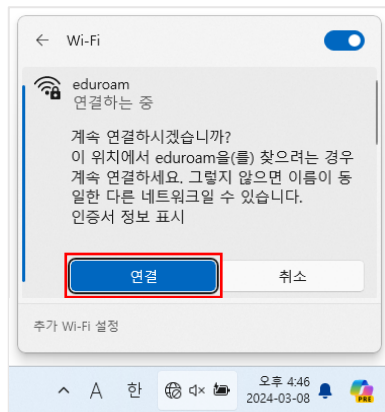 ← Wi-Fi
eduroam
연결하는 중
계속 연결하시겠습니까?
이 위치에서 eduroam을(를) 찾으려는 경우
계속 연결하세요. 그렇지 않으면 이름이 동
일한 다른 네트워크일 수 있습니다.
인증서 정보 표시
연결 취소
추가 Wi-Fi 설정
A 한 오후 4:46
2024-03-08
PRE